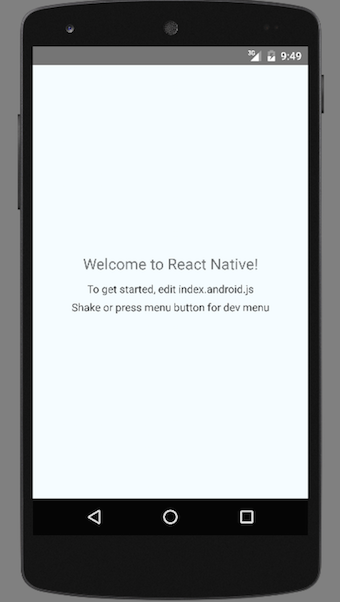 3G 9:49
Welcome to React Native!
To get started, edit index.android.js
Shake or press menu button for dev menu